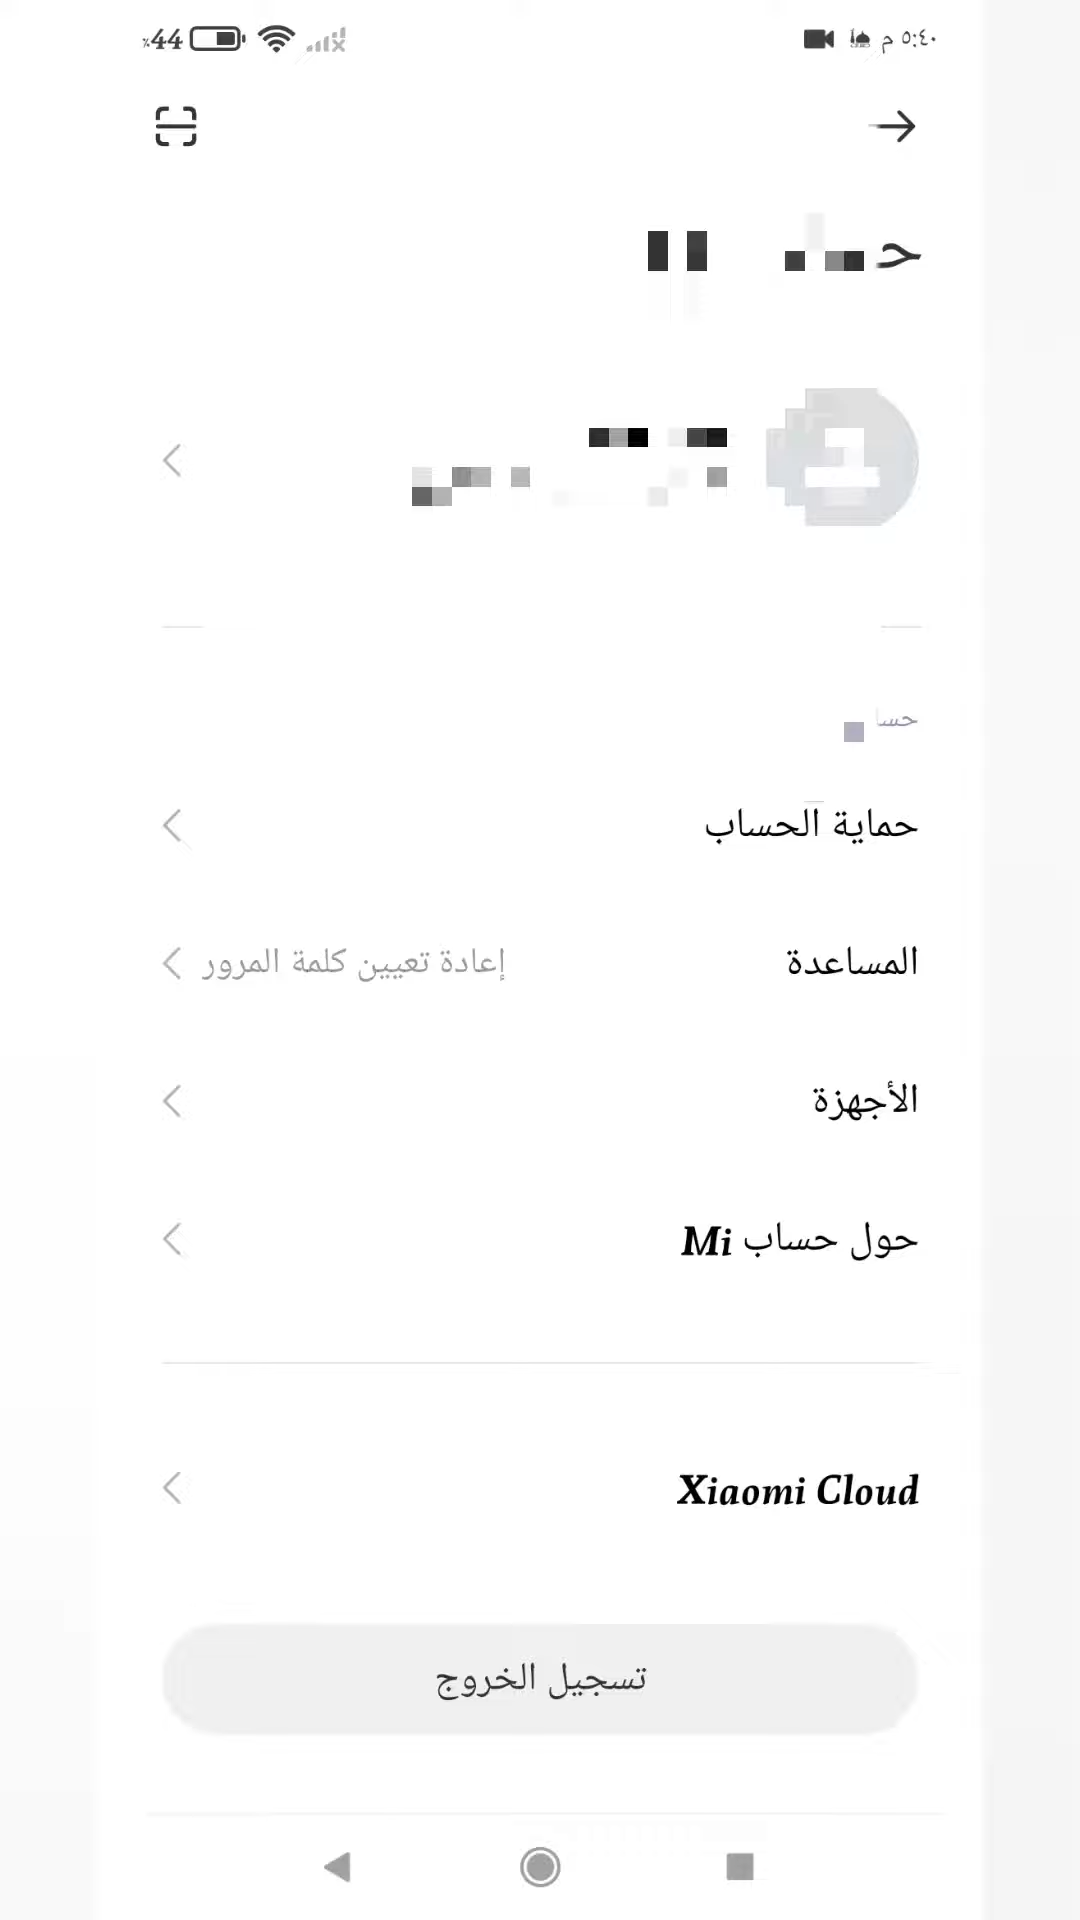 ٪44 ٥:٤٠ م
حماية الحساب
المساعدة إعادة تعيين كلمة المرور
الأجهزة
حول حساب Mi
Xiaomi Cloud
تسجيل الخروج